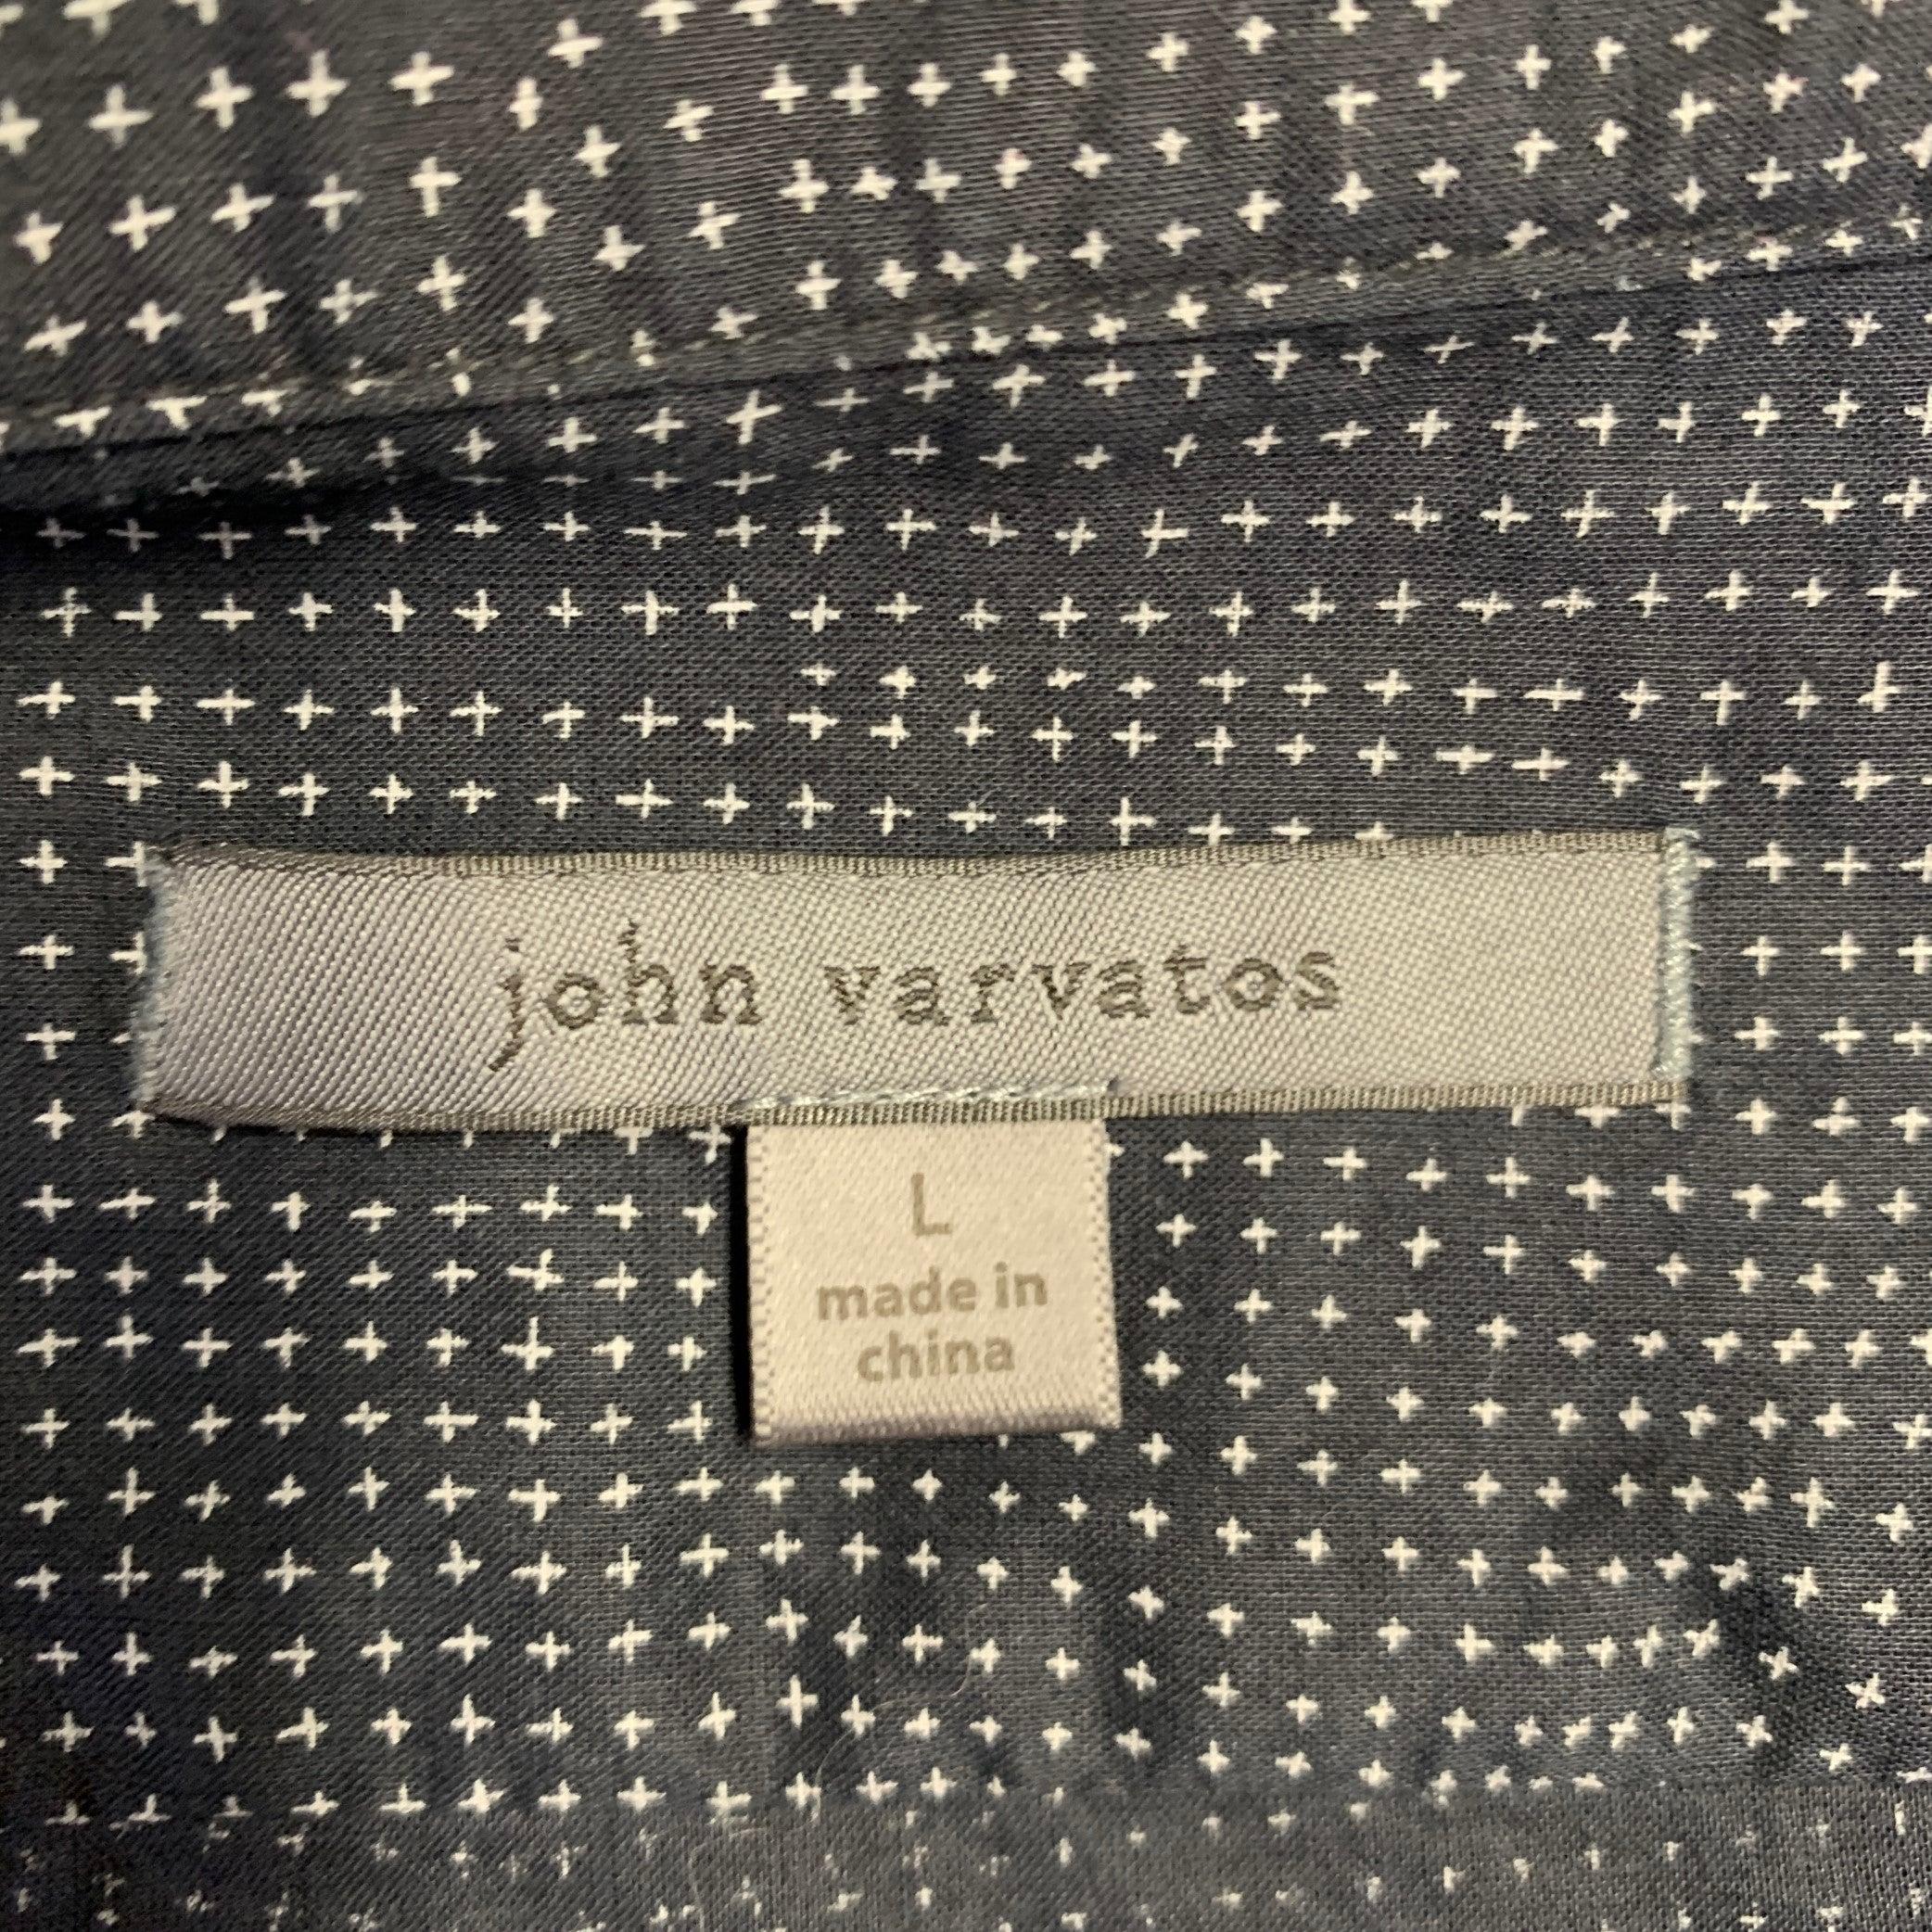 john varvatos
L
made in
china